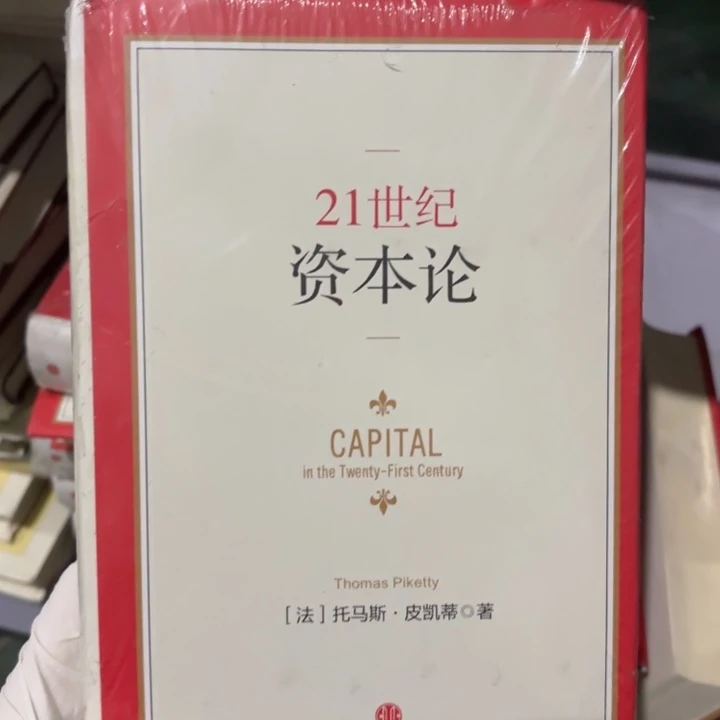 21世纪
资本论
CAPITAL
in the Twenty-First Century
Thomas Piketty
[法] 托马斯·皮凯蒂◎著